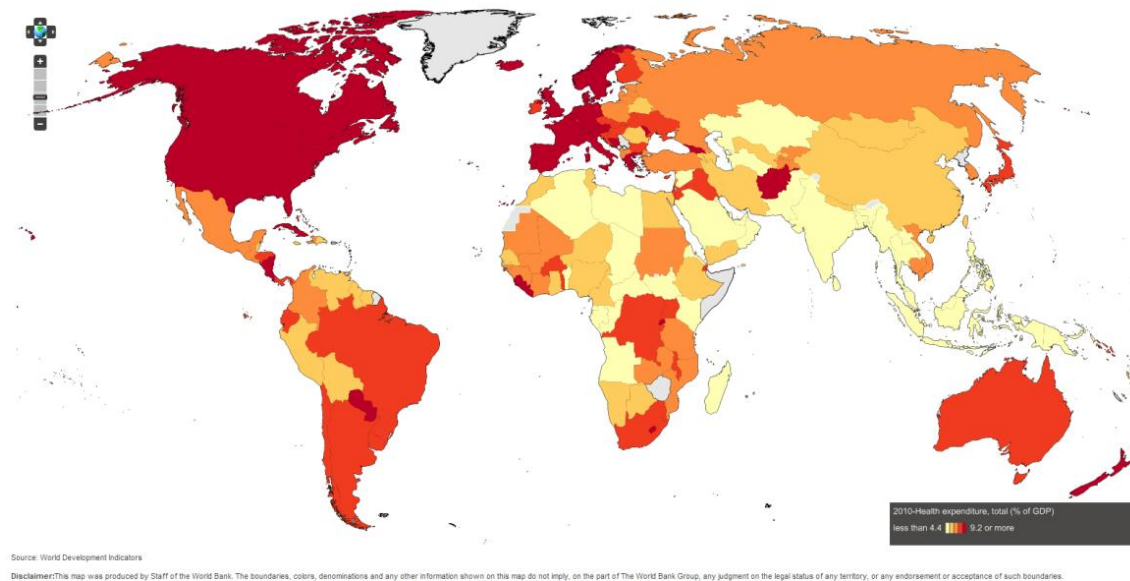 2010-Health expenditure, total (% of GDP)
less than 4.4 9.2 or more
Source: World Development Indicators
Disclaimer:This map was produced by Staff of the World Bank. The boundaries, colors, denominations and any other information shown on this map do not imply, on the part of The World Bank Group, any judgment on the legal status of any territory, or any endorsement or acceptance of such boundaries.